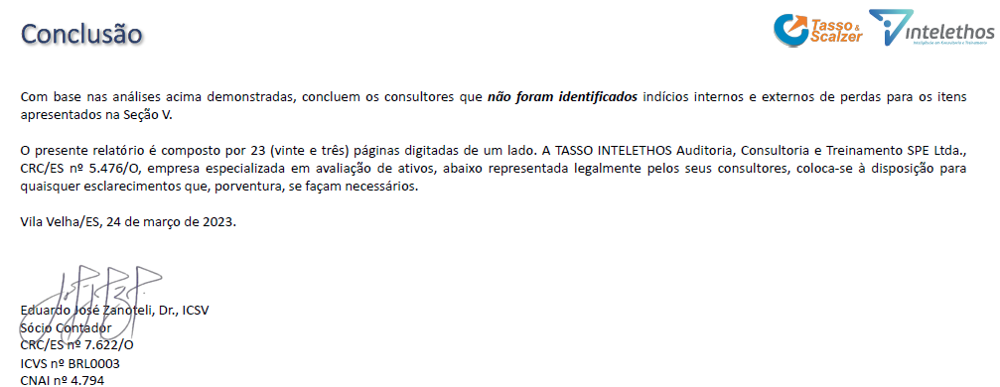 Conclusão
Tasso &
Scalzer
intelethos
Com base nas análises acima demonstradas, concluem os consultores que não foram identificados indícios internos e externos de perdas para os itens
apresentados na Seção V.
O presente relatório é composto por 23 (vinte e três) páginas digitadas de um lado. A TASSO INTELETHOS Auditoria, Consultoria e Treinamento SPE Ltda.,
CRC/ES nº 5.476/O, empresa especializada em avaliação de ativos, abaixo representada legalmente pelos seus consultores, coloca-se à disposição para
quaisquer esclarecimentos que, porventura, se façam necessários.
Vila Velha/ES, 24 de março de 2023.
Eduardo José Zanoteli, Dr., ICSV
Sócio Contador
CRC/ES nº 7.622/O
ICVS nº BRL0003
CNAI nº 4.794